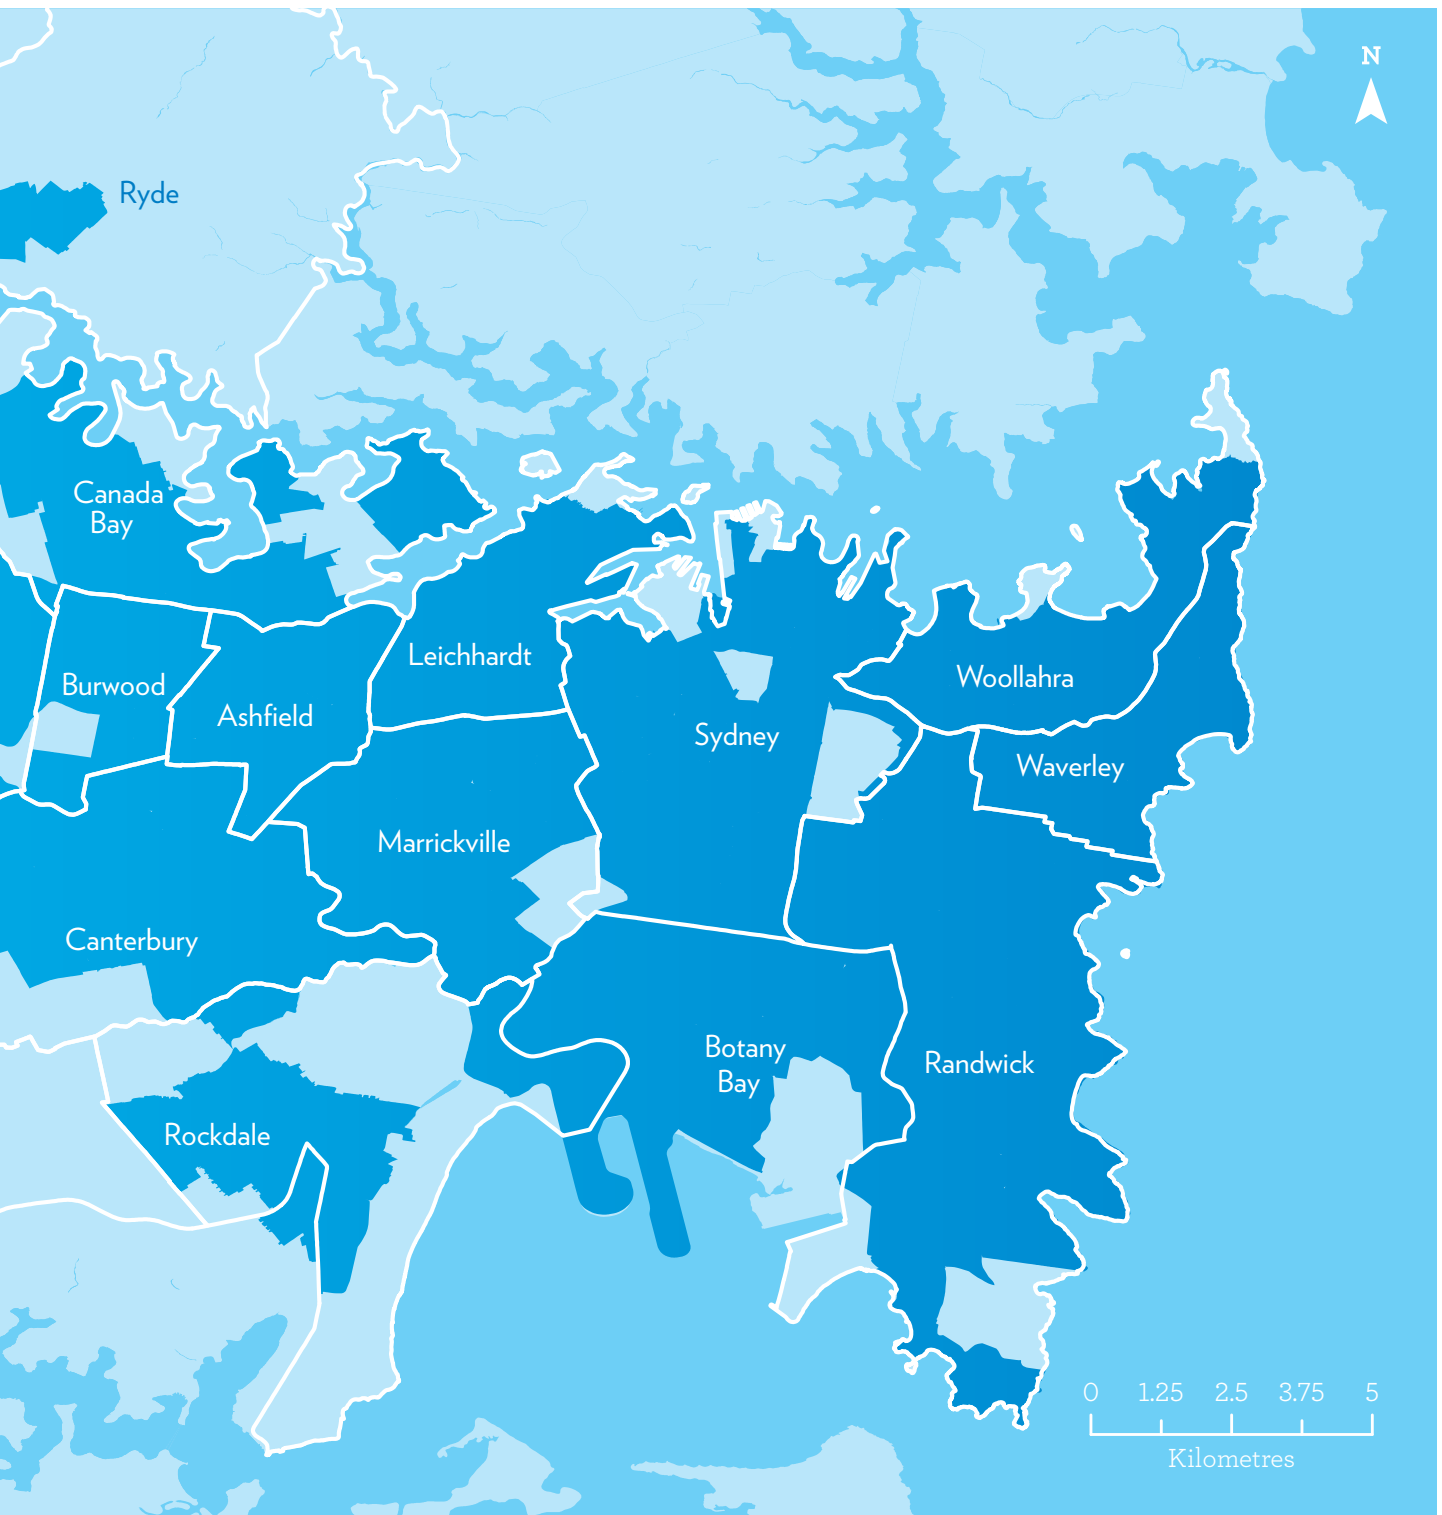 N
Ryde
Canada
Bay
Leichhardt
Burwood
Ashfield
Woollahra
Sydney
Waverley
Marrickville
Canterbury
Botany
Bay
Randwick
Rockdale
0 1.25 2.5 3.75 5
Kilometres